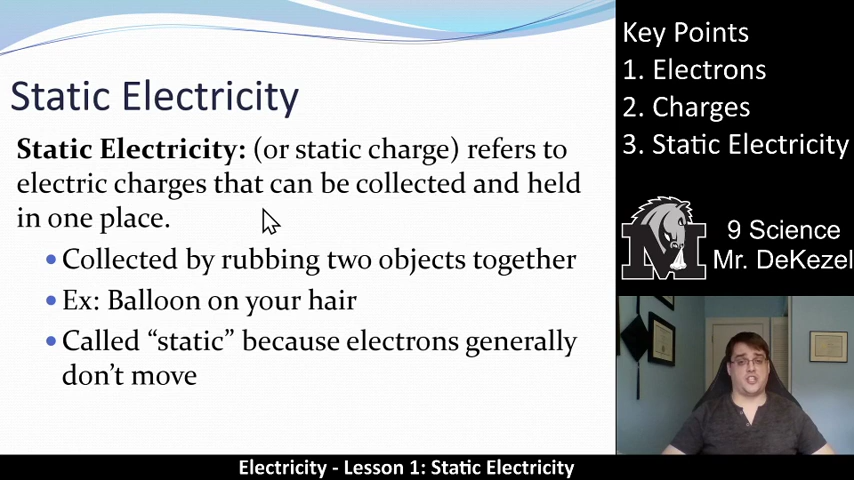 Static Electricity
Static Electricity: (or static charge) refers to
electric charges that can be collected and held
in one place.
• Collected by rubbing two objects together
• Ex: Balloon on your hair
• Called “static” because electrons generally
don’t move
Key Points
1. Electrons
2. Charges
3. Static Electricity
M
9 Science
Mr. DeKezel
Electricity - Lesson 1: Static Electricity